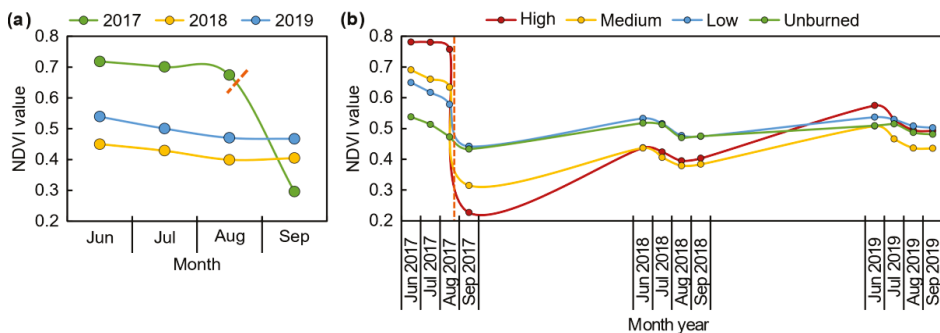 (a) 2017 2018 2019
NDVI value
0.8
0.7
0.6
0.5
0.4
0.3
0.2
Jun Jul Aug Sep
Month
(b) High Medium Low Unburned
NDVI value
0.8
0.7
0.6
0.5
0.4
0.3
0.2
Jun 2017
Jul 2017
Aug 2017
Sep 2017
Jun 2018
Jul 2018
Aug 2018
Sep 2018
Jun 2019
Jul 2019
Aug 2019
Sep 2019
Month year